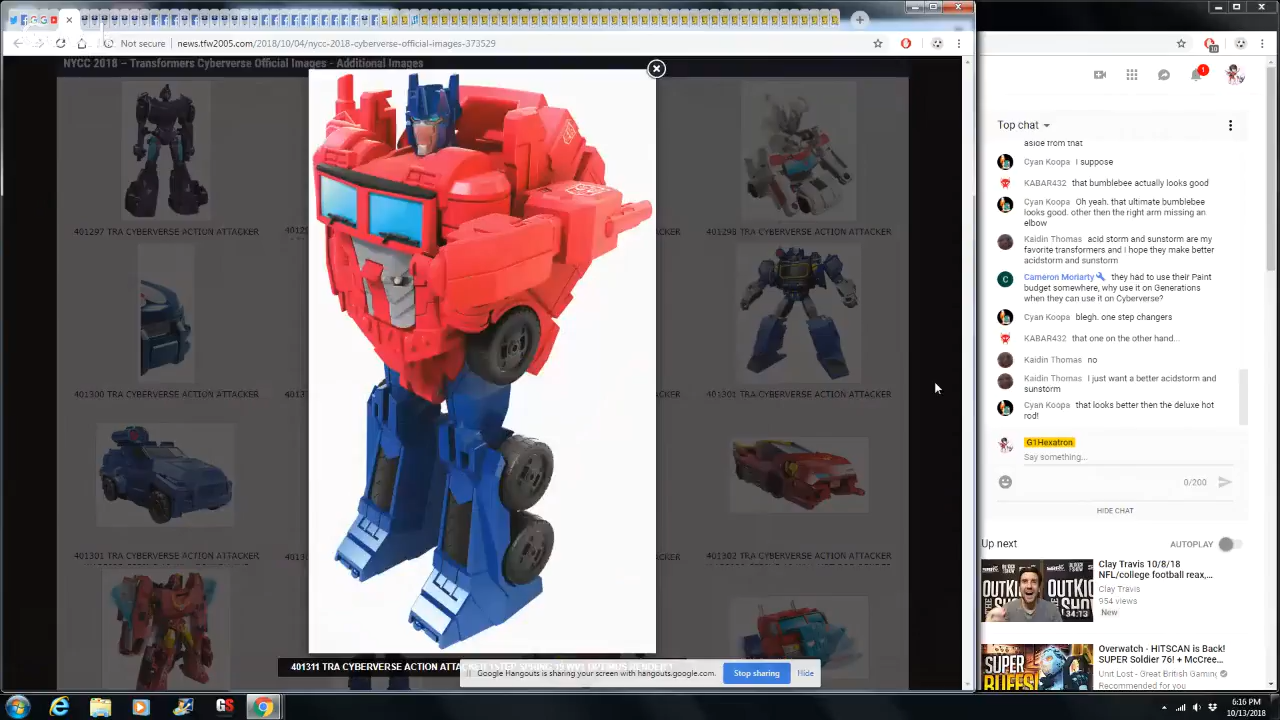 Not secure
news.tfw2005.com/2018/10/04/nycc-2018-cyberverse-official-images-373529
NYCC 2018 – Transformers Cyberverse Official Images - Additional Images
401297 TRA CYBERVERSE ACTION ATTACKER
401298 TRA CYBERVERSE ACTION ATTACKER
401300 TRA CYBERVERSE ACTION ATTACKER
401301 TRA CYBERVERSE ACTION ATTACKER
401301 TRA CYBERVERSE ACTION ATTACKER
401302 TRA CYBERVERSE ACTION ATTACKER
Google Hangouts is sharing your screen with hangouts.google.com.
Stop sharing
Hide
10
1
Top chat
aside from that
Cyan Koopa I suppose
KABAR432 that bumblebee actually looks good
Cyan Koopa Oh yeah. that ultimate bumblebee
looks good. other then the right arm missing an
elbow
Kaidin Thomas acid storm and sunstorm are my
favorite transformers and I hope they make better
acidstorm and sunstorm
Cameron Moriarty they had to use their Paint
budget somewhere, why use it on Generations
when they can use it on Cyberverse?
Cyan Koopa blegh. one step changers
KABAR432 that one on the other hand...
Kaidin Thomas no
Kaidin Thomas I just want a better acidstorm and
sunstorm
Cyan Koopa that looks better then the deluxe hot
rod!
G1Hexatron
Say something...
0/200
HIDE CHAT
Up next
AUTOPLAY
Clay Travis 10/8/18
NFL/college football reax,...
Clay Travis
954 views
New
34:13
Overwatch - HITSCAN is Back!
SUPER Soldier 76! + McCree...
Unit Lost - Great British Gaming
Recommended for you
SUPER
BUFFS!
GS
6:16 PM
10/13/2018